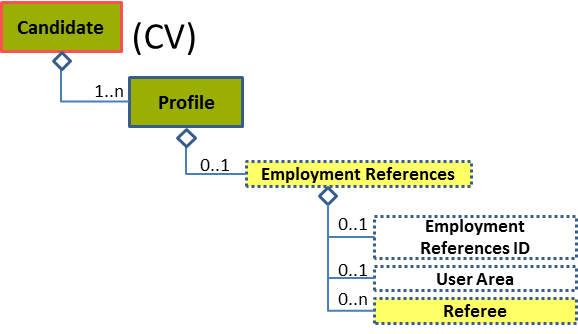 Candidate
(CV)
1..n
Profile
0..1
Employment References
0..1
Employment
References ID
0..1
User Area
0..n
Referee